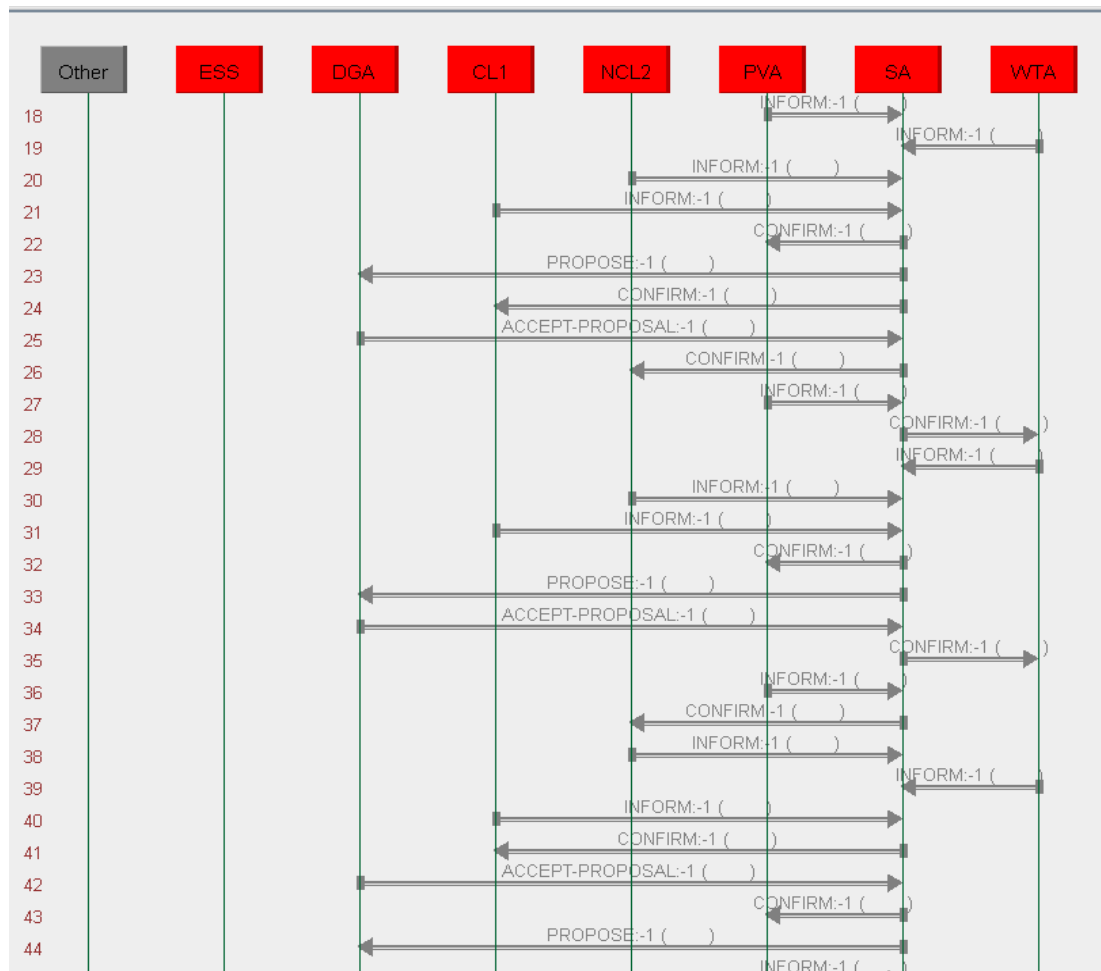 Other ESS DGA CL1 NCL2 PVA SA WTA
18 INFORM:-1 ( )
19 INFORM:-1 ( )
20 INFORM:-1 ( )
21 INFORM:-1 ( )
22 CONFIRM:-1 ( )
23 PROPOSE:-1 ( )
24 CONFIRM:-1 ( )
25 ACCEPT-PROPOSAL:-1 ( )
26 CONFIRM:-1 ( )
27 INFORM:-1 ( )
28 CONFIRM:-1 ( )
29 INFORM:-1 ( )
30 INFORM:-1 ( )
31 INFORM:-1 ( )
32 CONFIRM:-1 ( )
33 PROPOSE:-1 ( )
34 ACCEPT-PROPOSAL:-1 ( )
35 CONFIRM:-1 ( )
36 INFORM:-1 ( )
37 CONFIRM:-1 ( )
38 INFORM:-1 ( )
39 INFORM:-1 ( )
40 INFORM:-1 ( )
41 CONFIRM:-1 ( )
42 ACCEPT-PROPOSAL:-1 ( )
43 CONFIRM:-1 ( )
44 PROPOSE:-1 ( )
INFORM:-1 ( )